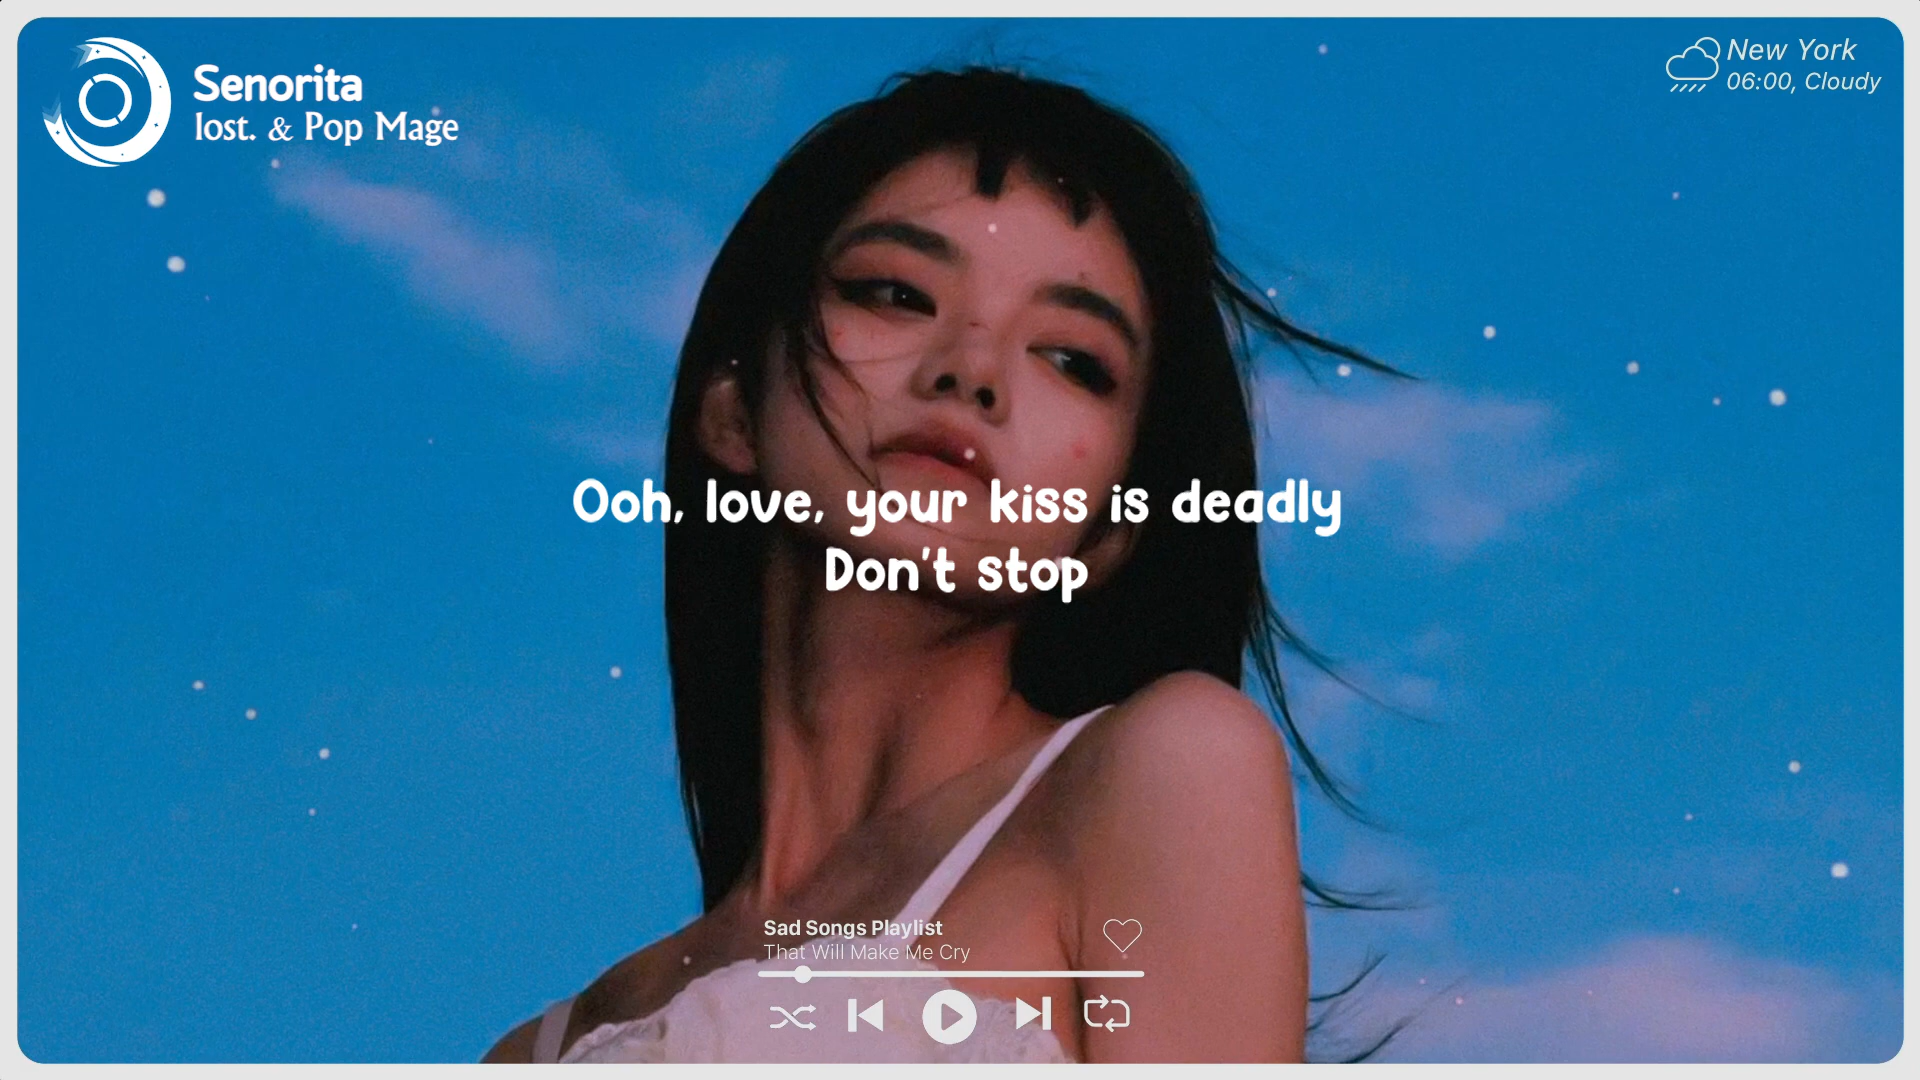 Senorita
lost. & Pop Mage
New York
06:00, Cloudy
Ooh, love, your kiss is deadly
Don't stop
Sad Songs Playlist
That Will Make Me Cry